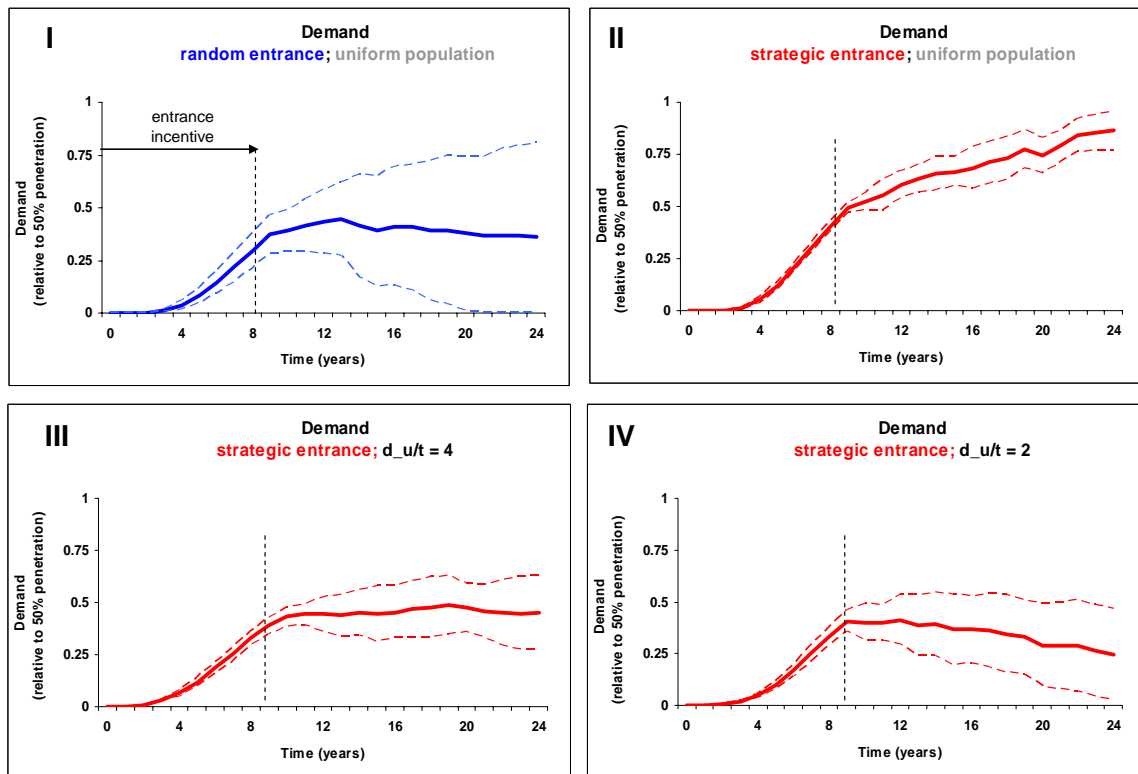 I
Demand
random entrance; uniform population
entrance
incentive
1
0.75
0.5
0.25
0
Demand
(relative to 50% penetration)
0 4 8 12 16 20 24
Time (years)
II
Demand
strategic entrance; uniform population
1
0.75
0.5
0.25
0
Demand
(relative to 50% penetration)
0 4 8 12 16 20 24
Time (years)
III
Demand
strategic entrance; d_u/t = 4
1
0.75
0.5
0.25
0
Demand
(relative to 50% penetration)
0 4 8 12 16 20 24
Time (years)
IV
Demand
strategic entrance; d_u/t = 2
1
0.75
0.5
0.25
0
Demand
(relative to 50% penetration)
0 4 8 12 16 20 24
Time (years)